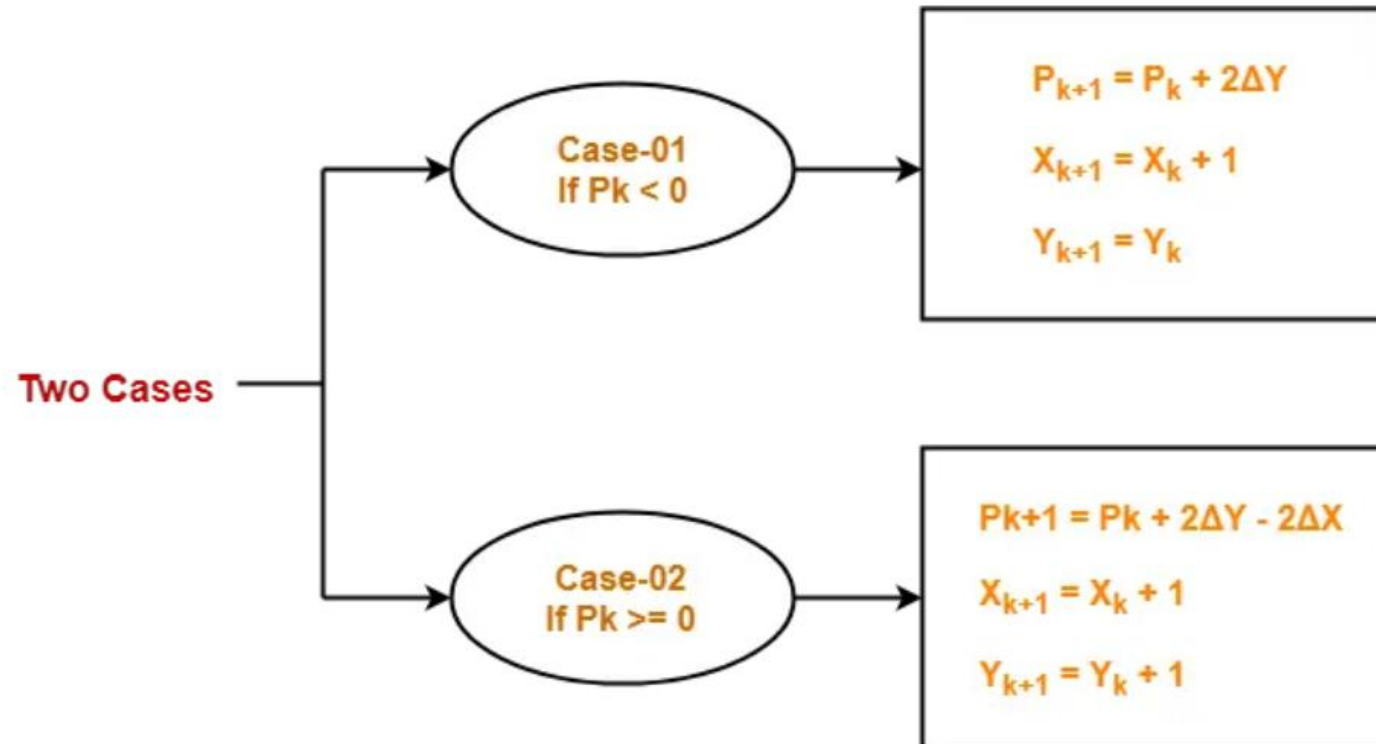 Two Cases
Case-01
If Pk < 0
Pₖ₊₁ = Pₖ + 2ΔY
Xₖ₊₁ = Xₖ + 1
Yₖ₊₁ = Yₖ
Case-02
If Pk >= 0
Pk+1 = Pk + 2ΔY - 2ΔX
Xₖ₊₁ = Xₖ + 1
Yₖ₊₁ = Yₖ + 1